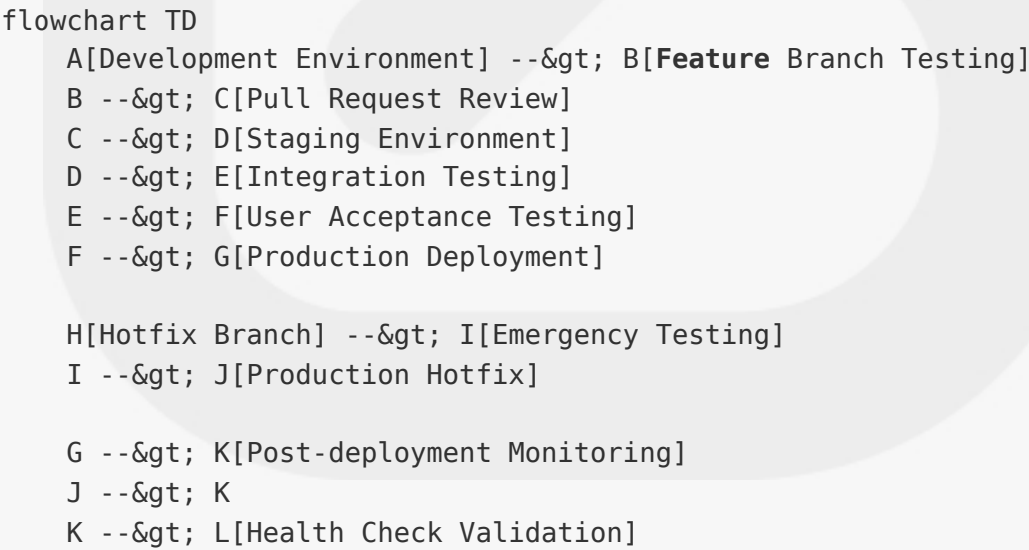 flowchart TD
    A[Development Environment] --&gt; B[Feature Branch Testing]
    B --&gt; C[Pull Request Review]
    C --&gt; D[Staging Environment]
    D --&gt; E[Integration Testing]
    E --&gt; F[User Acceptance Testing]
    F --&gt; G[Production Deployment]

    H[Hotfix Branch] --&gt; I[Emergency Testing]
    I --&gt; J[Production Hotfix]

    G --&gt; K[Post-deployment Monitoring]
    J --&gt; K
    K --&gt; L[Health Check Validation]